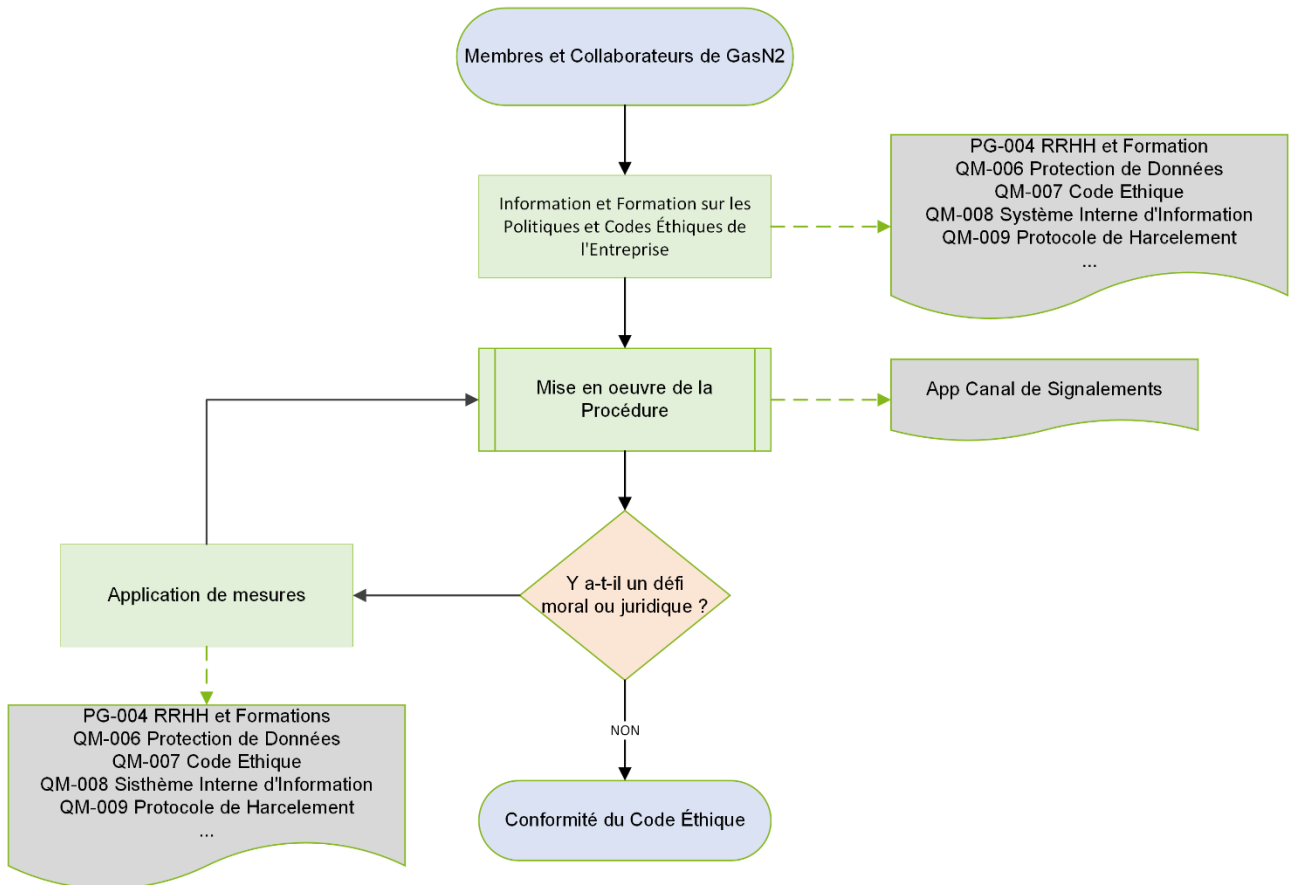 Membres et Collaborateurs de GasN2
PG-004 RRHH et Formation
QM-006 Protection de Données
QM-007 Code Ethique
QM-008 Système Interne d'Information
QM-009 Protocole de Harcelement
...
Information et Formation sur les
Politiques et Codes Éthiques de
l'Entreprise
Mise en oeuvre de la
Procédure
App Canal de Signalements
Y a-t-il un défi
moral ou juridique ?
Application de mesures
PG-004 RRHH et Formations
QM-006 Protection de Données
QM-007 Code Ethique
QM-008 Sisthème Interne d'Information
QM-009 Protocole de Harcelement
...
NON
Conformité du Code Éthique